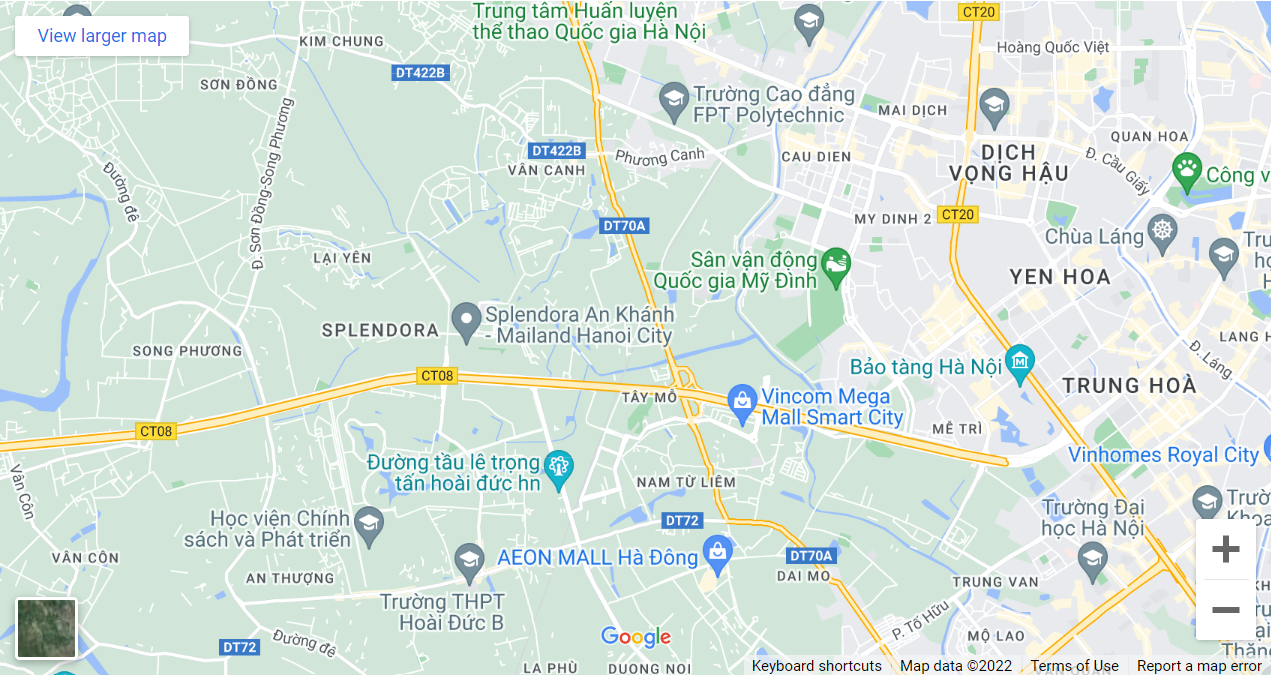 Trung tâm Huấn luyện
thể thao Quốc gia Hà Nội
CT20
View larger map
KIM CHUNG
Hoàng Quốc Việt
DT422B
SƠN ĐỒNG
Trường Cao đẳng
FPT Polytechnic
MAI DỊCH
QUAN HOA
Đ. Sơn Đồng-Song Phương
DT422B
Phương Canh
CAU DIEN
DỊCH
VỌNG HẬU
Đ. Cầu Giấy
VÂN CANH
Công v
Đường đê
MY DINH 2
CT20
DT70A
Chùa Láng
Tru
họ
H
LẠI YÊN
Sân vận động
Quốc gia Mỹ Đình
YEN HOA
Splendora An Khánh
- Mailand Hanoi City
SPLENDORA
LANG H
SONG PHƯƠNG
Đ. Láng
Bảo tàng Hà Nội
CT08
TRUNG HOÀ
TÂY MỖ
Vincom Mega
Mall Smart City
CT08
MỄ TRÌ
Vinhomes Royal City
Đường tàu lê trọng
tấn hoài đức hn
Vân Côn
NAM TỪ LIÊM
Trường Đại
học Hà Nội
Trườ
Khoa
Học viện Chính
sách và Phát triển
DT72
VÂN CÔN
AEON MALL Hà Đông
DT70A
AN THƯỢNG
DAI MO
TRUNG VAN
Trường THPT
Hoài Đức B
P. Tố Hữu
Google
MỘ LAO
DT72
Đường đê
LA PHÙ
DUONG NOI
Thăng
Keyboard shortcuts
Map data ©2022
Terms of Use
Report a map error